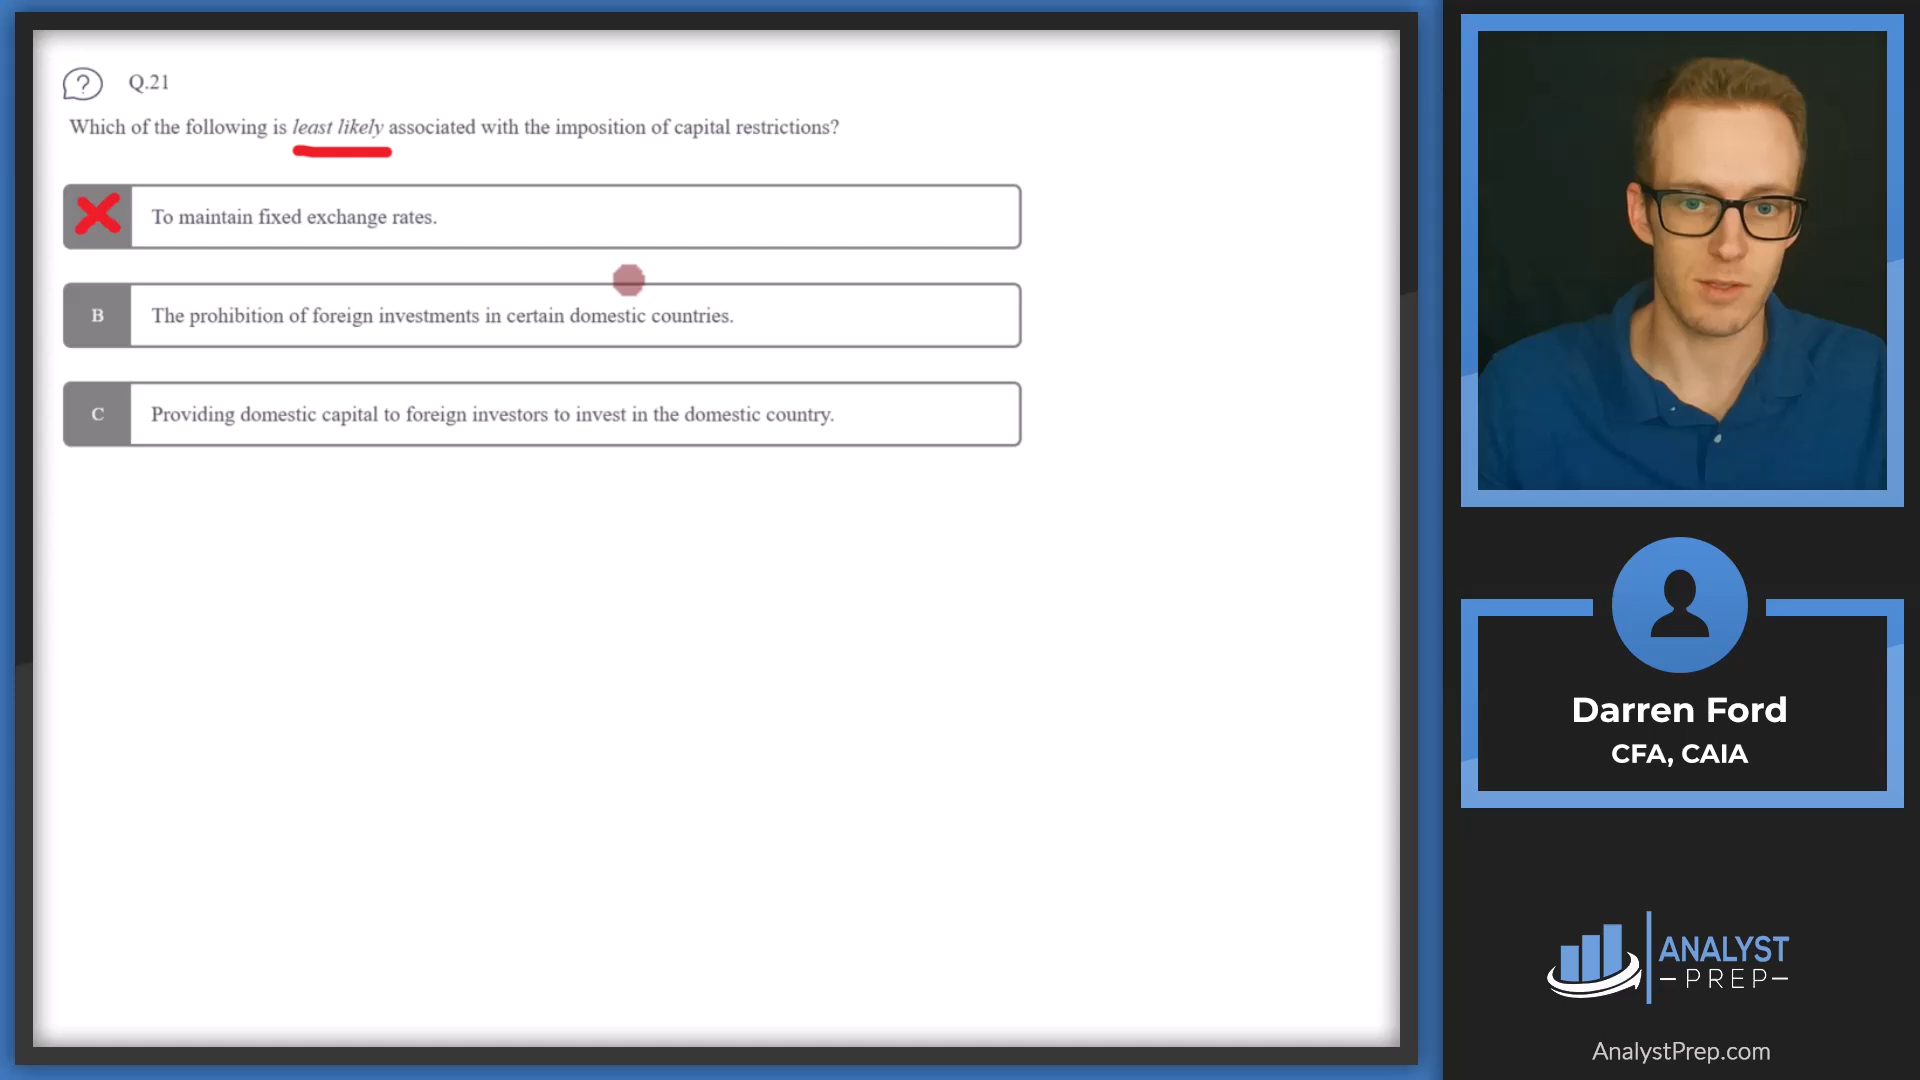 Q.21
Which of the following is least likely associated with the imposition of capital restrictions?
To maintain fixed exchange rates.
B
The prohibition of foreign investments in certain domestic countries.
C
Providing domestic capital to foreign investors to invest in the domestic country.
Darren Ford
CFA, CAIA
ANALYST
PREP
AnalystPrep.com